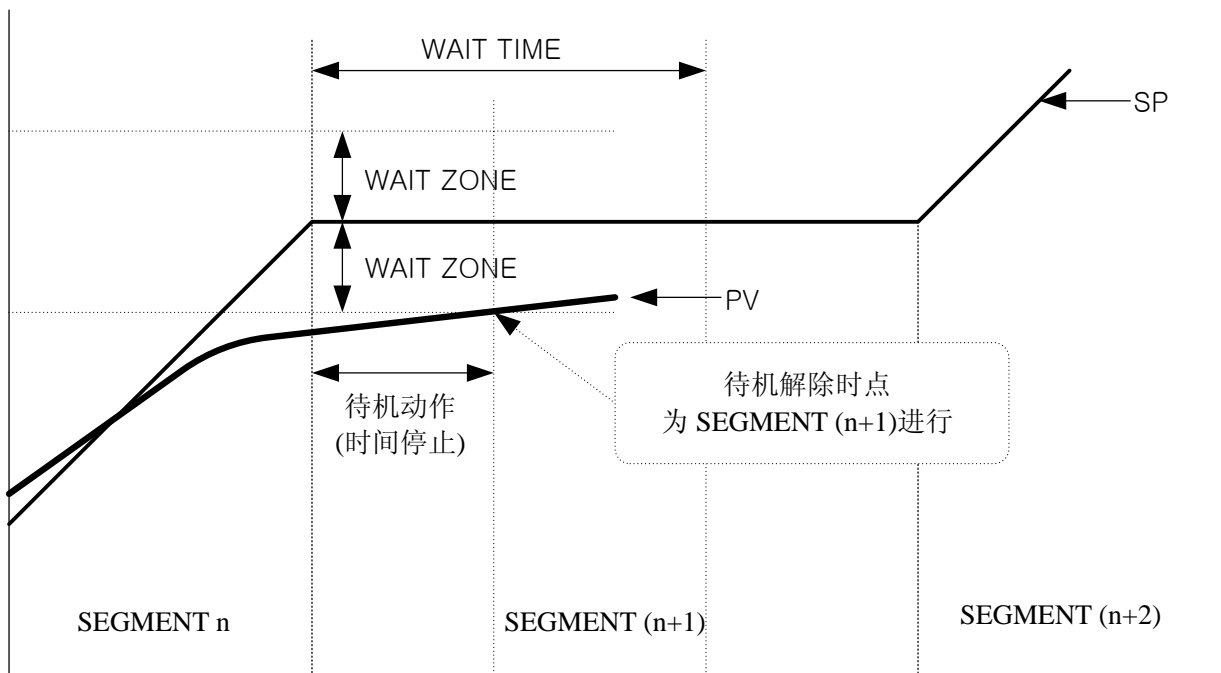 WAIT TIME
SP
WAIT ZONE
WAIT ZONE
PV
待机动作
(时间停止)
待机解除时点
为 SEGMENT (n+1)进行
SEGMENT n
SEGMENT (n+1)
SEGMENT (n+2)